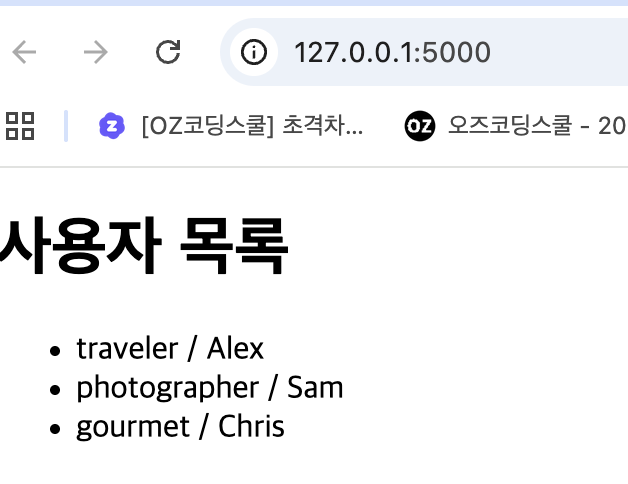 127.0.0.1:5000
[OZ코딩스쿨] 초격차... OZ 오즈코딩스쿨 - 20
사용자 목록
• traveler / Alex
• photographer / Sam
• gourmet / Chris